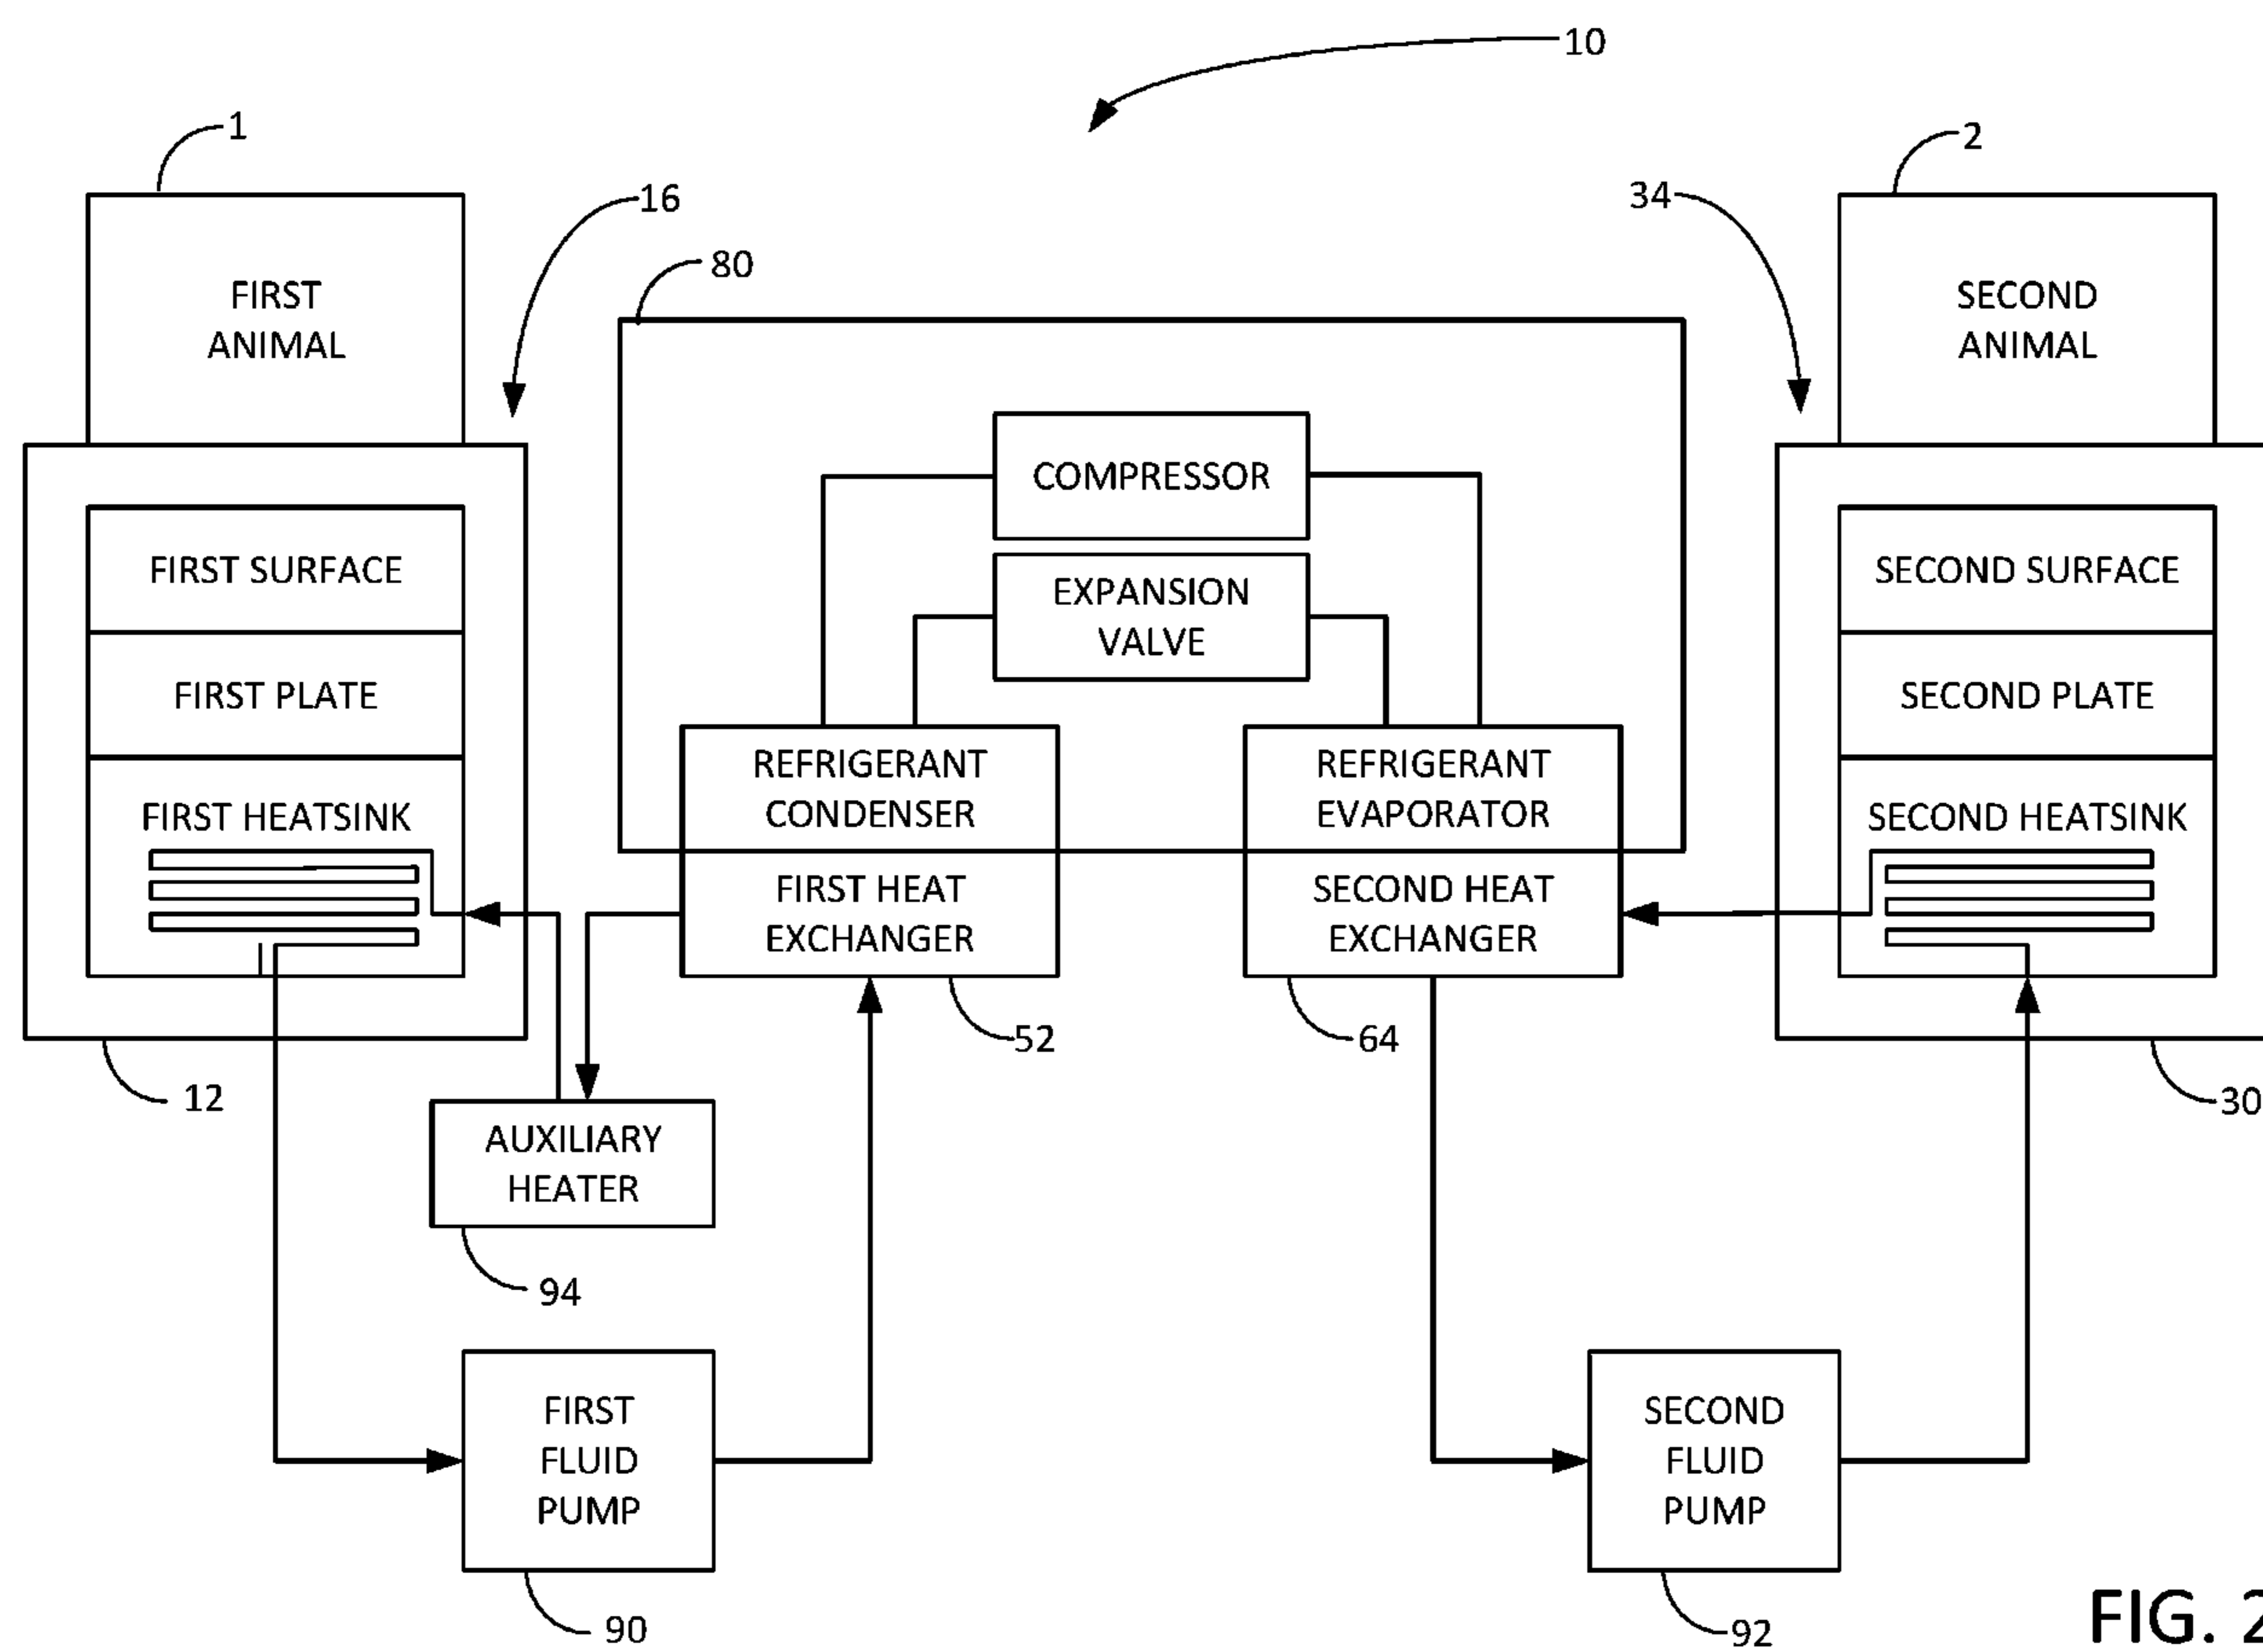 10
1
2
16
34
80
FIRST
ANIMAL
SECOND
ANIMAL
COMPRESSOR
EXPANSION
VALVE
FIRST SURFACE
SECOND SURFACE
FIRST PLATE
SECOND PLATE
REFRIGERANT
CONDENSER
REFRIGERANT
EVAPORATOR
FIRST HEATSINK
SECOND HEATSINK
FIRST HEAT
EXCHANGER
SECOND HEAT
EXCHANGER
52
64
12
30
AUXILIARY
HEATER
94
FIRST
FLUID
PUMP
SECOND
FLUID
PUMP
90
92
FIG. 2